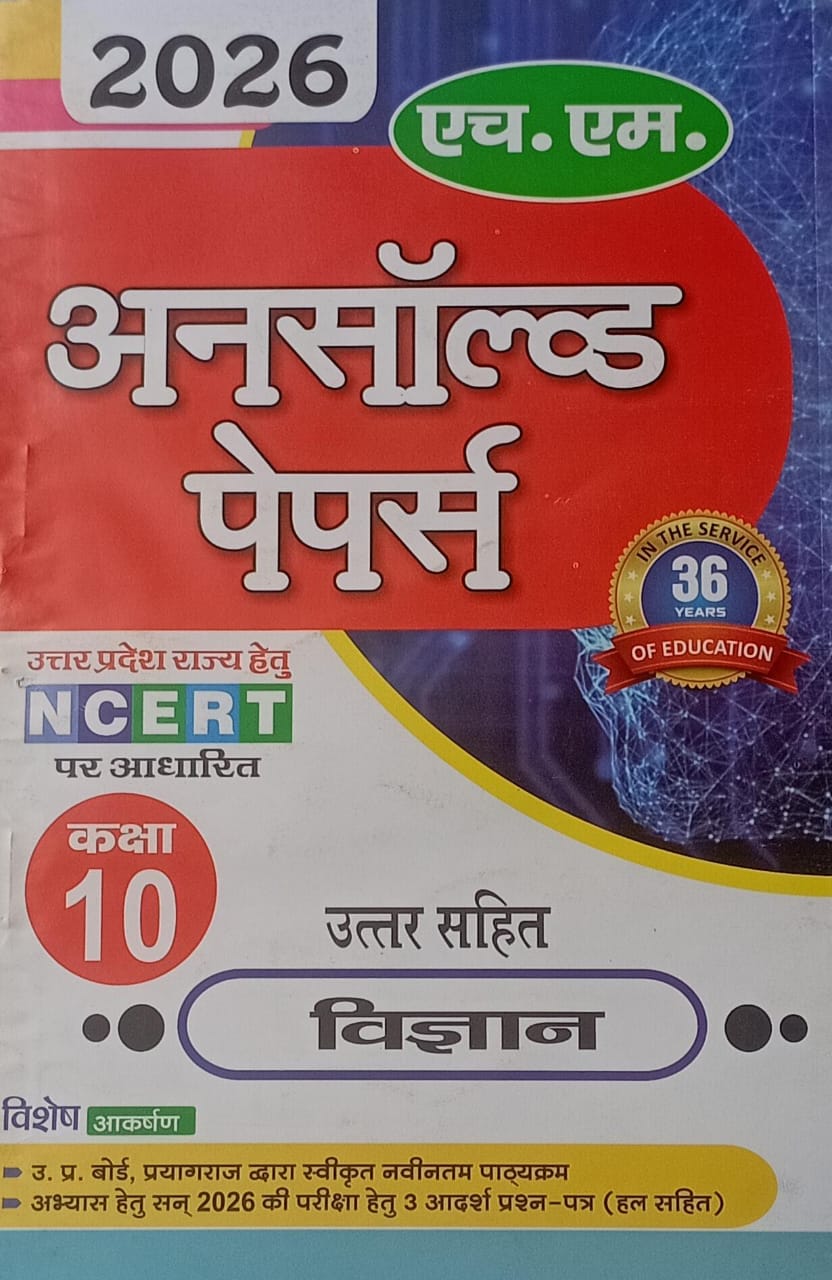 2026
एच. एम.
अनसॉल्व्ड
पेपर्स
IN THE SERVICE
36
YEARS
OF EDUCATION
उत्तर प्रदेश राज्य हेतु
NCERT
पर आधारित
कक्षा
10
उत्तर सहित
विज्ञान
विशेष आकर्षण
उ. प्र. बोर्ड, प्रयागराज द्वारा स्वीकृत नवीनतम पाठ्यक्रम
अभ्यास हेतु सन् 2026 की परीक्षा हेतु 3 आदर्श प्रश्न-पत्र (हल सहित)